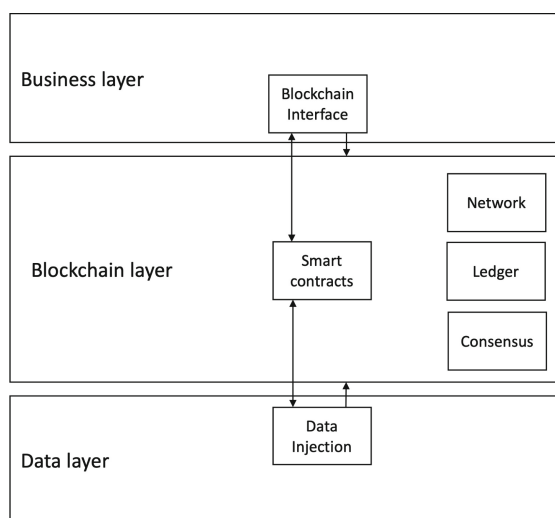 Business layer
Blockchain
Interface
Network
Blockchain layer
Smart
contracts
Ledger
Consensus
Data
Injection
Data layer